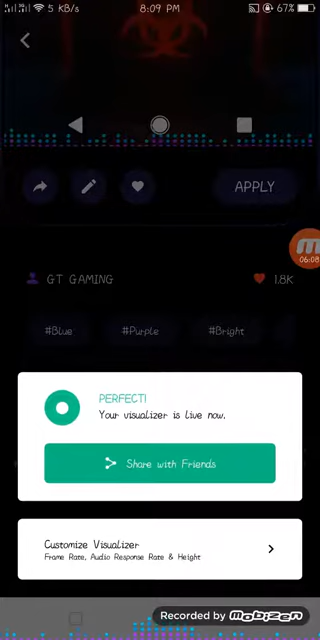 5 KB/s
8:09 PM
67%
APPLY
06:08
GT GAMING
1.8K
#Blue
#Purple
#Bright
PERFECT!
Your visualizer is live now.
Share with Friends
Customize Visualizer
Frame Rate, Audio Response Rate & Height
Recorded by mobizen